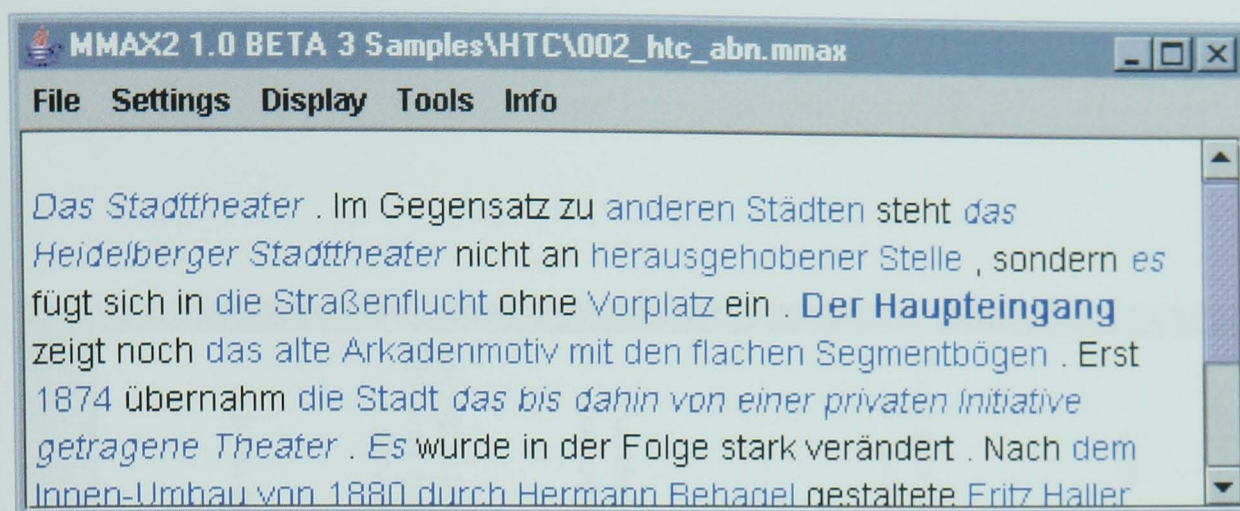 MMAX2 1.0 BETA 3 Samples\HTC\002_htc_abn.mmax
File Settings Display Tools Info
Das Stadttheater . Im Gegensatz zu anderen Städten steht das
Heidelberger Stadttheater nicht an herausgehobener Stelle , sondern es
fügt sich in die Straßenflucht ohne Vorplatz ein . Der Haupteingang
zeigt noch das alte Arkadenmotiv mit den flachen Segmentbögen . Erst
1874 übernahm die Stadt das bis dahin von einer privaten Initiative
getragene Theater . Es wurde in der Folge stark verändert . Nach dem
Innen-Umbau von 1880 durch Hermann Behagel gestaltete Fritz Haller